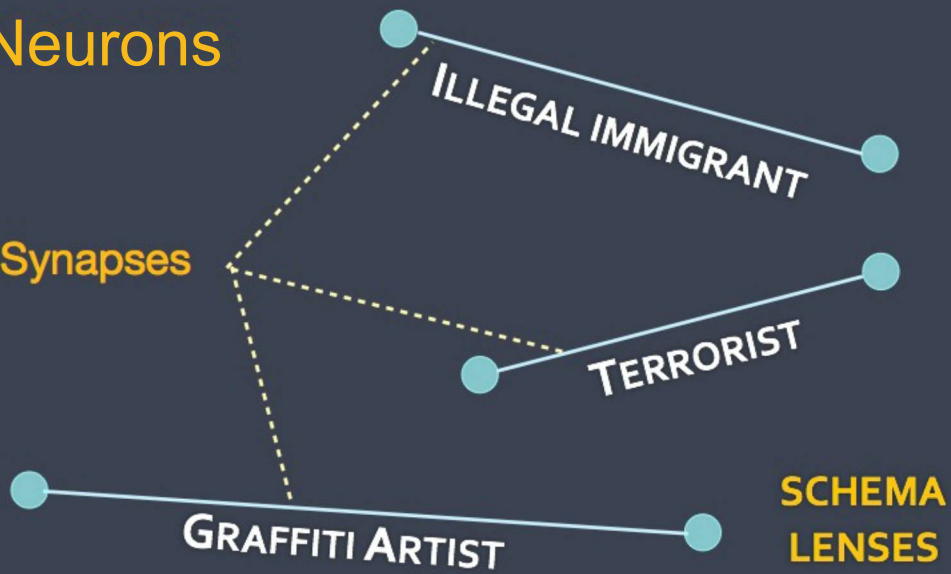 Neurons
ILLEGAL IMMIGRANT
Synapses
TERRORIST
GRAFFITI ARTIST
SCHEMA
LENSES